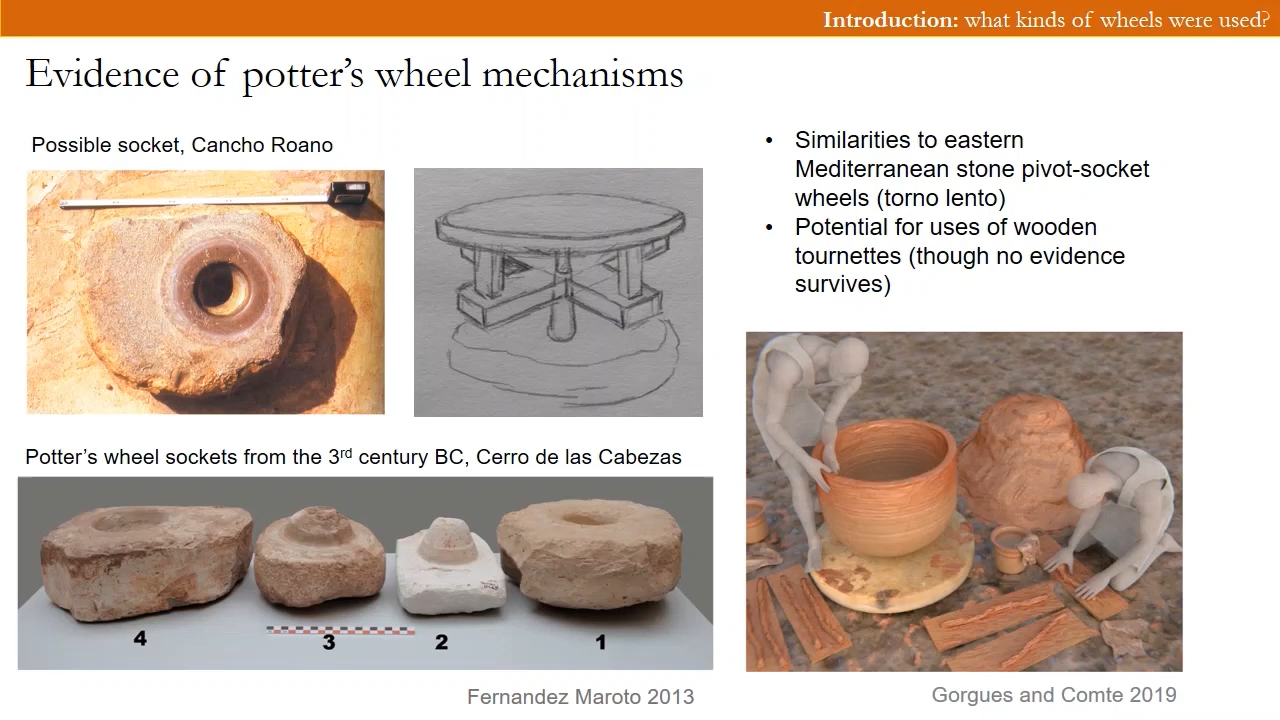 Introduction: what kinds of wheels were used?
Evidence of potter’s wheel mechanisms
Possible socket, Cancho Roano
Potter’s wheel sockets from the 3rd century BC, Cerro de las Cabezas
4
3
2
1
Fernandez Maroto 2013
• Similarities to eastern
Mediterranean stone pivot-socket
wheels (torno lento)
• Potential for uses of wooden
tournettes (though no evidence
survives)
Gorgues and Comte 2019